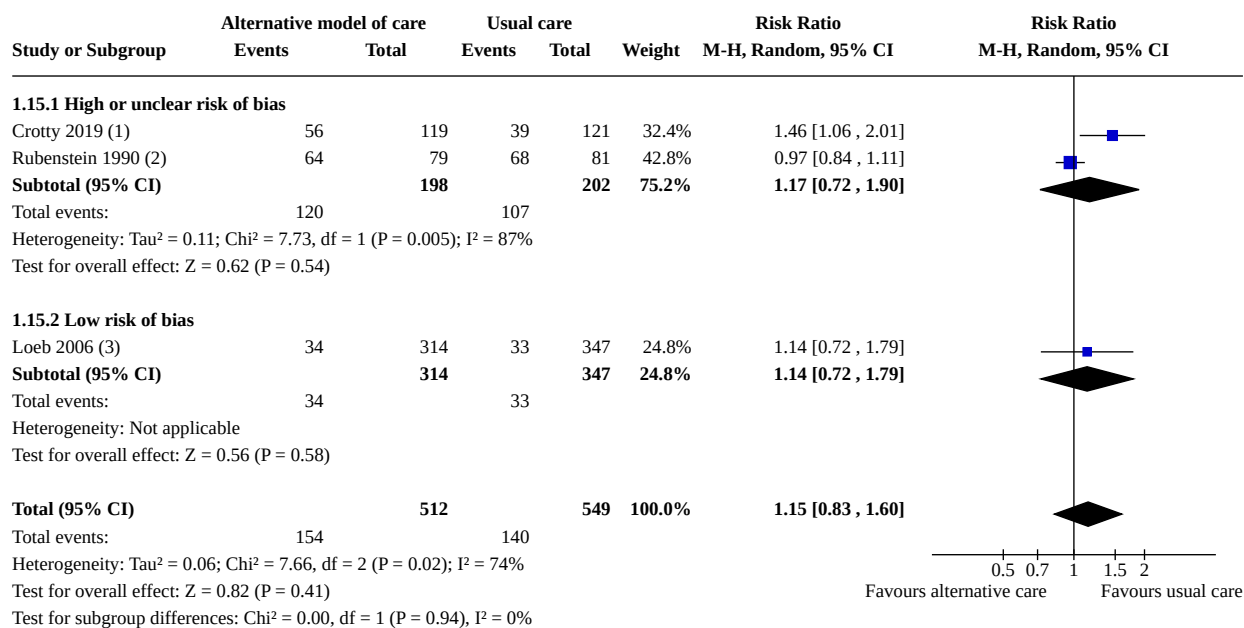 Alternative model of care Usual care Risk Ratio Risk Ratio
Study or Subgroup Events Total Events Total Weight M-H, Random, 95% CI M-H, Random, 95% CI
1.15.1 High or unclear risk of bias
Crotty 2019 (1) 56 119 39 121 32.4% 1.46 [1.06 , 2.01]
Rubenstein 1990 (2) 64 79 68 81 42.8% 0.97 [0.84 , 1.11]
Subtotal (95% CI) 198 202 75.2% 1.17 [0.72 , 1.90]
Total events: 120 107
Heterogeneity: Tau² = 0.11; Chi² = 7.73, df = 1 (P = 0.005); I² = 87%
Test for overall effect: Z = 0.62 (P = 0.54)
1.15.2 Low risk of bias
Loeb 2006 (3) 34 314 33 347 24.8% 1.14 [0.72 , 1.79]
Subtotal (95% CI) 314 347 24.8% 1.14 [0.72 , 1.79]
Total events: 34 33
Heterogeneity: Not applicable
Test for overall effect: Z = 0.56 (P = 0.58)
Total (95% CI) 512 549 100.0% 1.15 [0.83 , 1.60]
Total events: 154 140
Heterogeneity: Tau² = 0.06; Chi² = 7.66, df = 2 (P = 0.02); I² = 74%
0.5 0.7 1 1.5 2
Test for overall effect: Z = 0.82 (P = 0.41) Favours alternative care Favours usual care
Test for subgroup differences: Chi² = 0.00, df = 1 (P = 0.94), I² = 0%